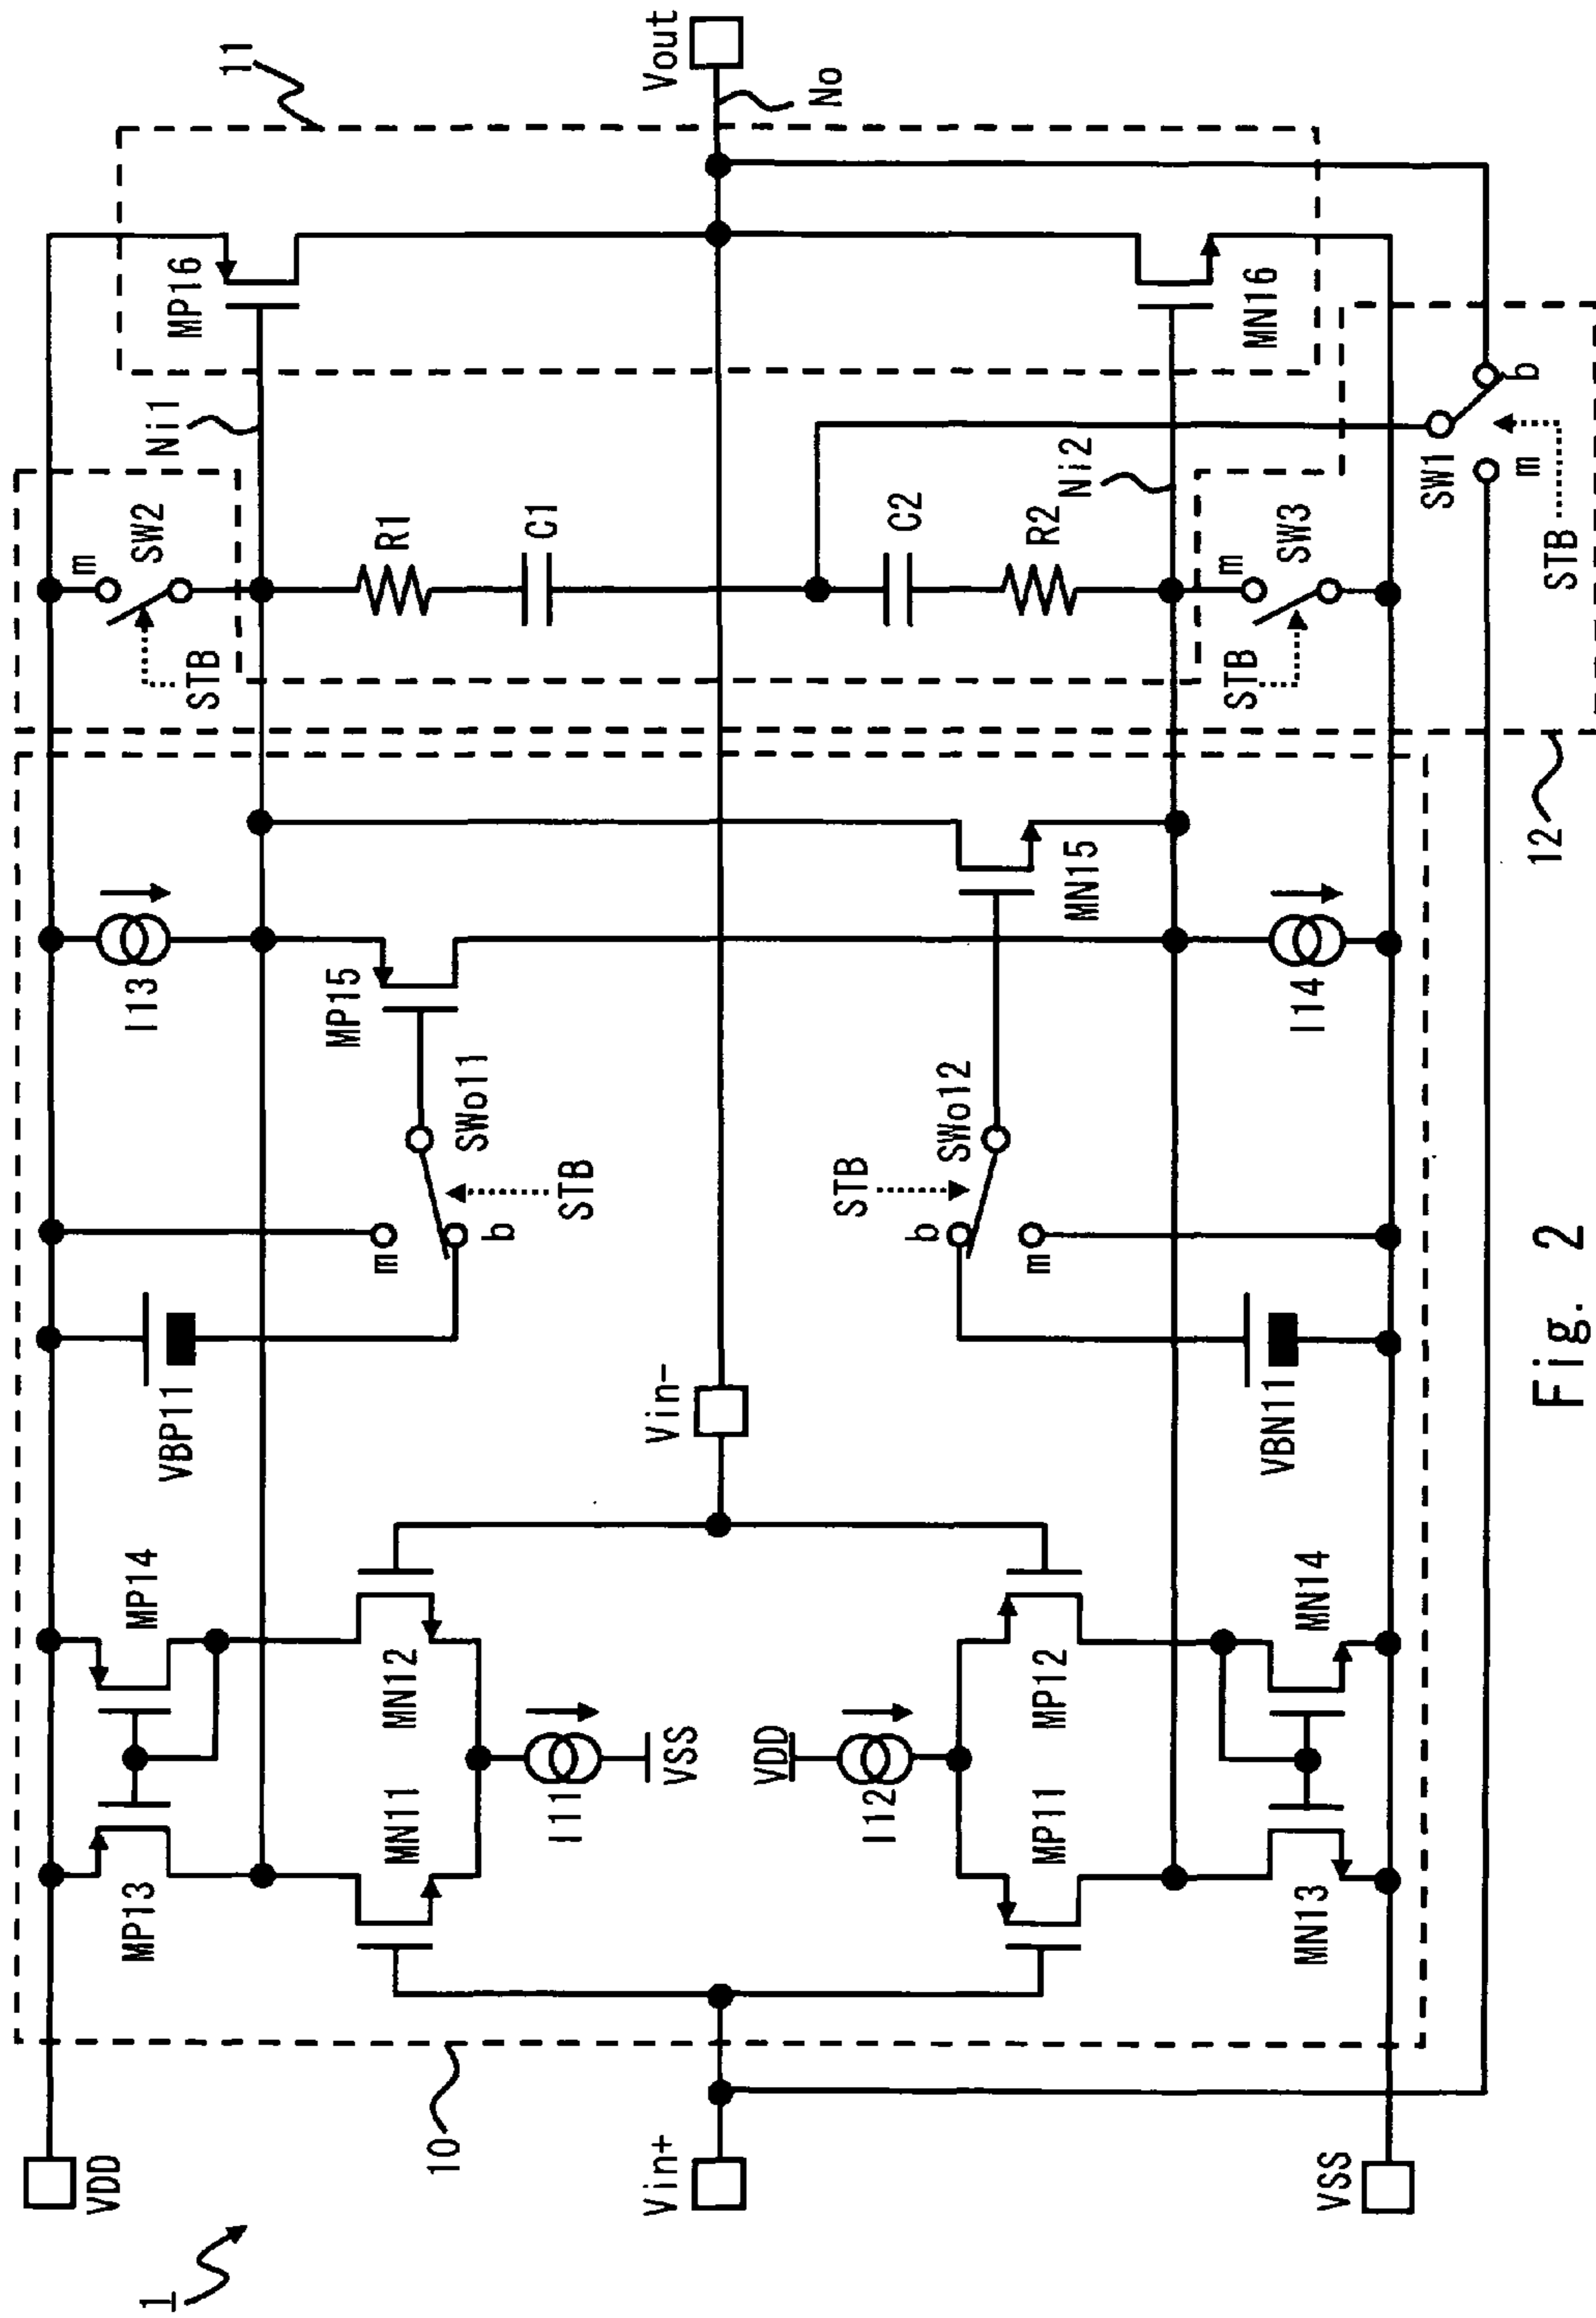 1
VDD
Vin+
VSS
10
MP13
MP14
MN11
MN12
I11
VSS
VDD
I12
MP11
MP12
MN13
MN14
VBP11
Vin-
VBN11
m
b
SWo11
STB
STB
b
m
SWo12
I13
MP15
MN15
I14
12
STB
m
SW2
R1
C1
C2
R2
STB
m
SW3
Ni1
Ni2
STB
SW1
m
b
MP16
MN16
11
Vout
No
Fig. 2